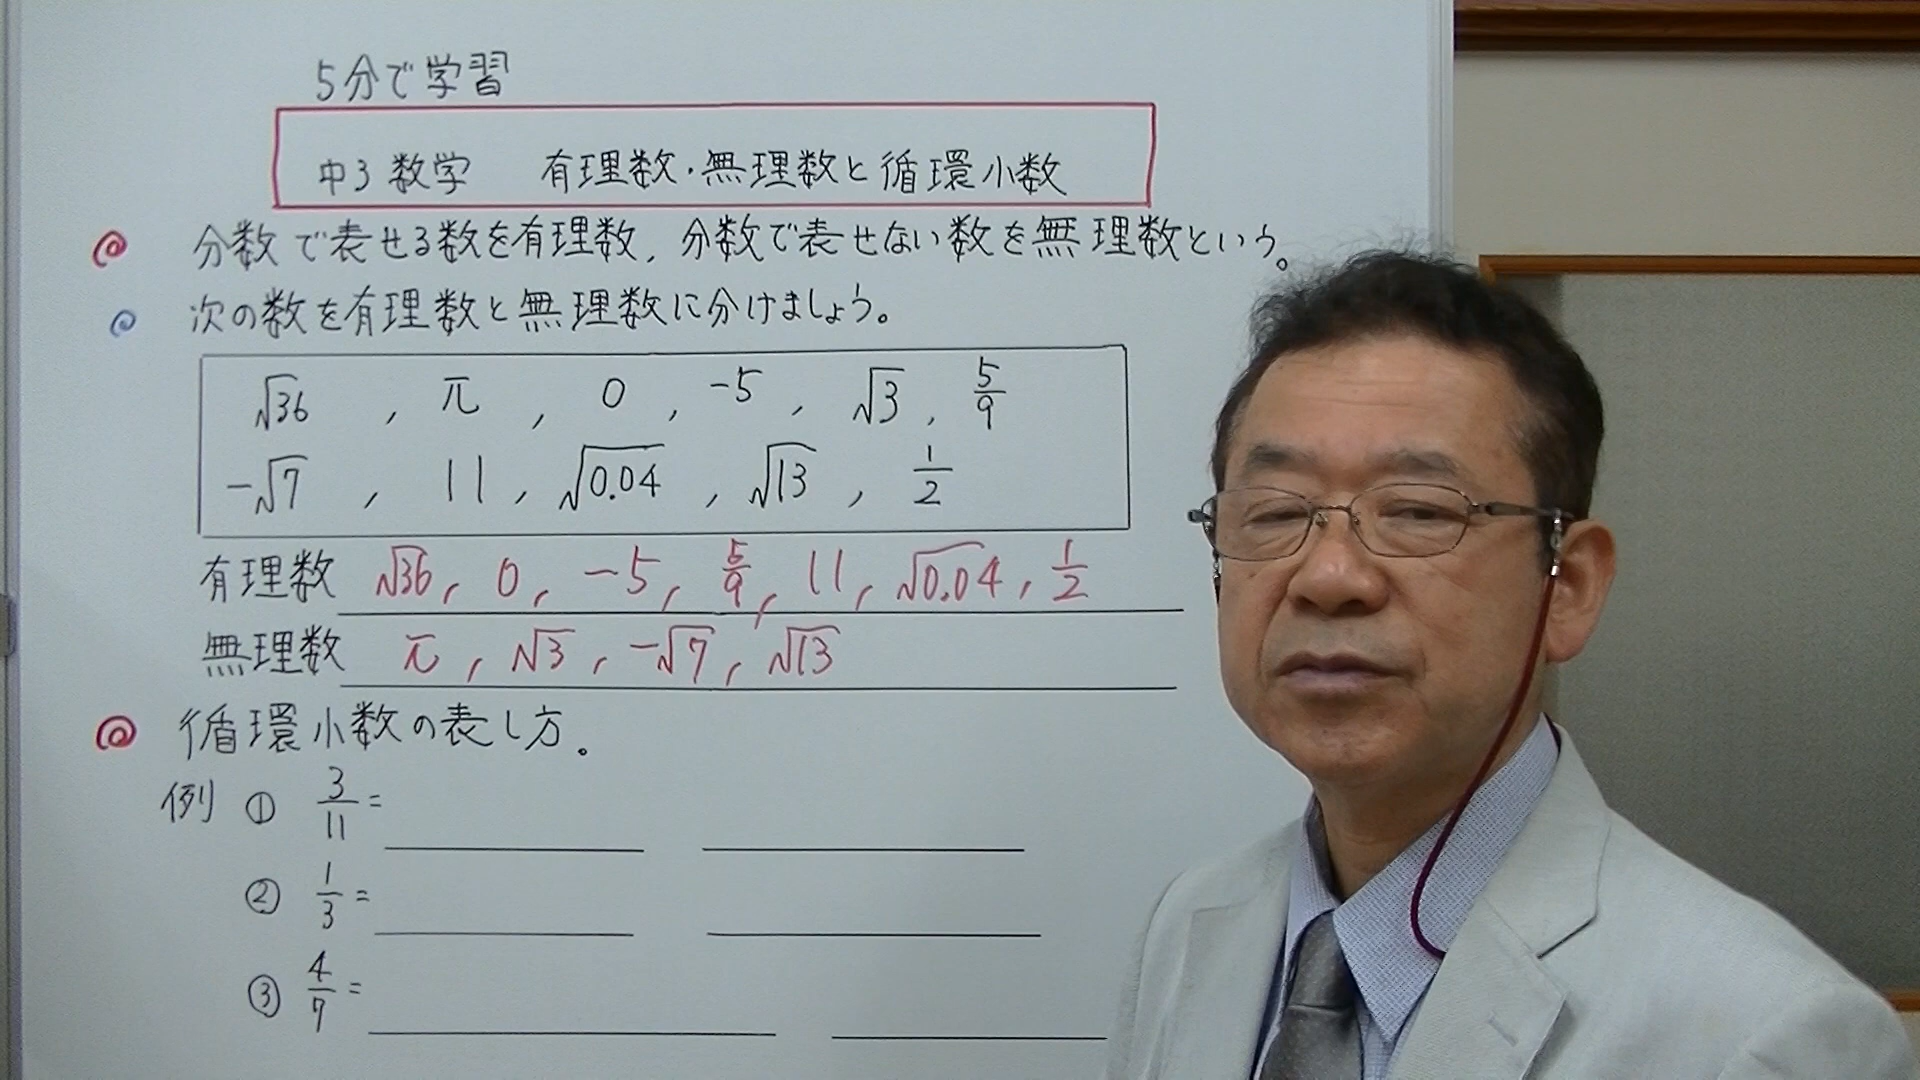 5分で学習
中3数学 有理数・無理数と循環小数
◎ 分数で表せる数を有理数, 分数で表せない数を無理数という。
◎ 次の数を有理数と無理数に分けましょう。
√36 , π , 0 , -5 , √3 , 5/9
-√7 , 11 , √0.04 , √13 , 1/2
有理数 √36, 0, -5, 5/9, 11, √0.04, 1/2
無理数 π, √3, -√7, √13
◎ 循環小数の表し方。
例 ① 3/11 =
② 1/3 =
③ 4/7 =